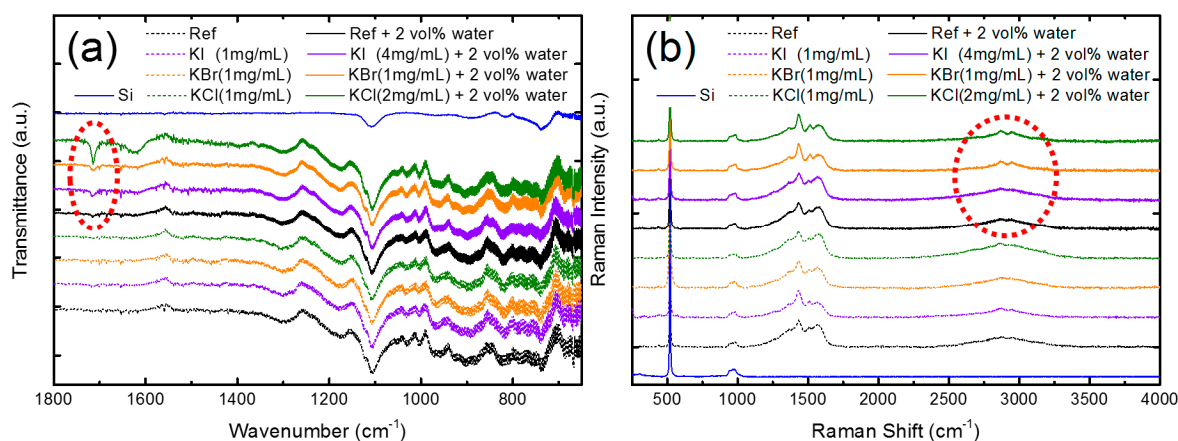 (a)
Ref
Ref + 2 vol% water
KI (1mg/mL)
KI (4mg/mL) + 2 vol% water
KBr(1mg/mL)
KBr(1mg/mL) + 2 vol% water
Si
KCl(1mg/mL)
KCl(2mg/mL) + 2 vol% water
Transmittance (a.u.)
1800 1600 1400 1200 1000 800
Wavenumber (cm-1)
(b)
Ref
Ref + 2 vol% water
KI (1mg/mL)
KI (4mg/mL) + 2 vol% water
KBr(1mg/mL)
KBr(1mg/mL) + 2 vol% water
Si
KCl(1mg/mL)
KCl(2mg/mL) + 2 vol% water
Raman Intensity (a.u.)
500 1000 1500 2000 2500 3000 3500 4000
Raman Shift (cm-1)